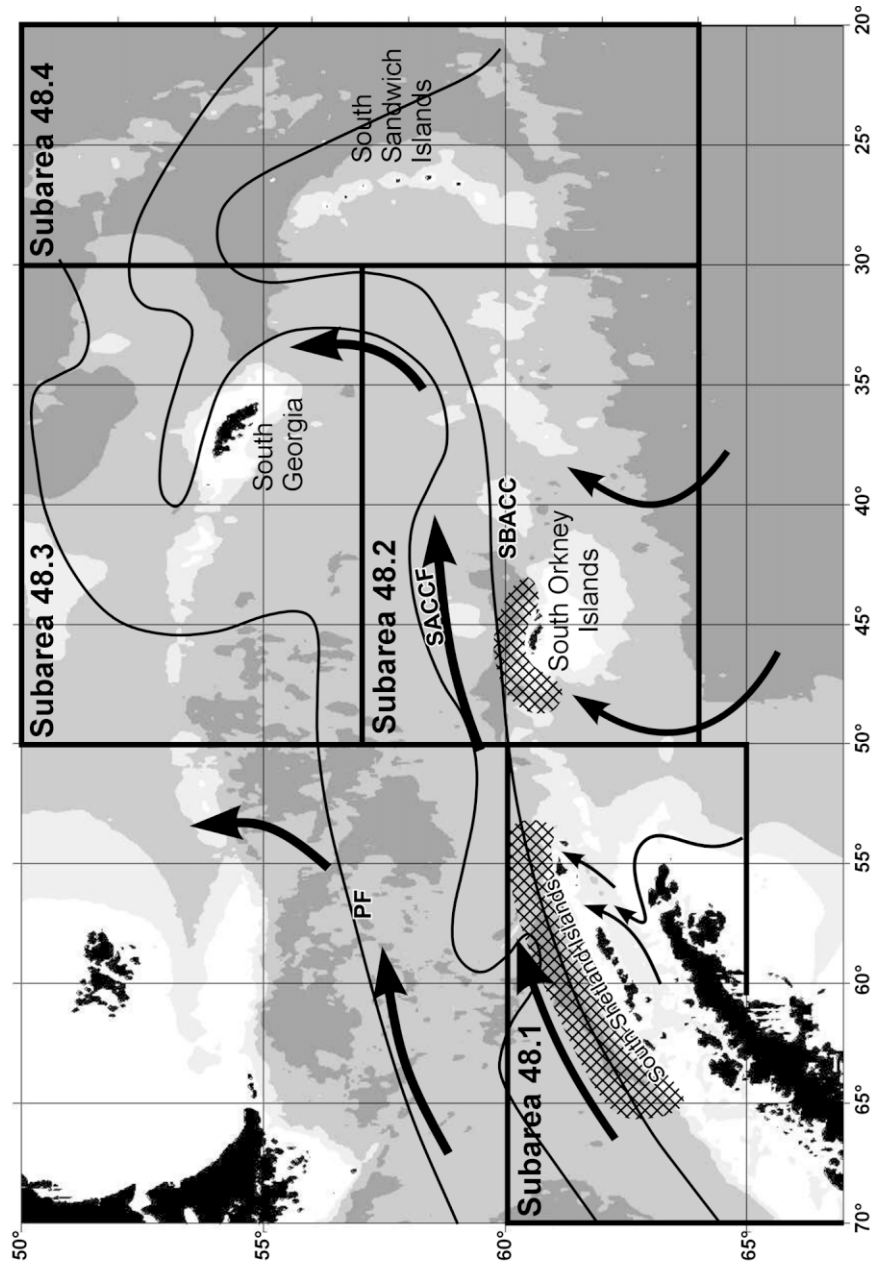 Subarea 48.3
Subarea 48.4
South
Georgia
South
Sandwich
Islands
PF
Subarea 48.2
SACCF
SBACC
Subarea 48.1
South Shetland Islands
South Orkney
Islands
50°
55°
60°
65°
70°
65°
60°
55°
50°
45°
40°
35°
30°
25°
20°